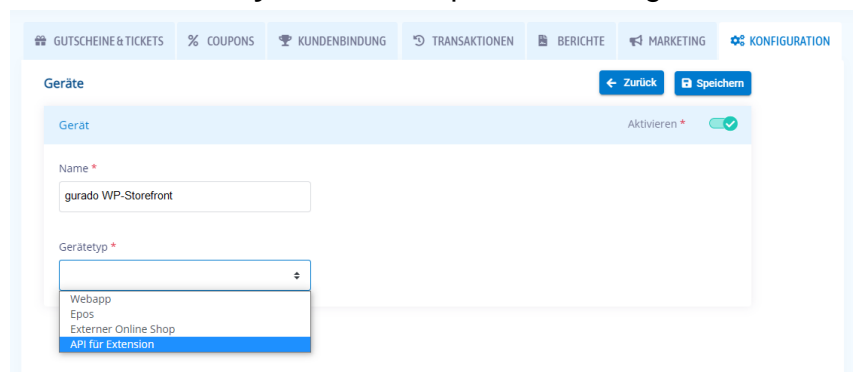 GUTSCHEINE & TICKETS COUPONS KUNDENBINDUNG TRANSAKTIONEN BERICHTE MARKETING KONFIGURATION
Geräte Zurück Speichern
Gerät Aktivieren *
Name *
gurado WP-Storefront
Gerätetyp *
Webapp
Epos
Externer Online Shop
API für Extension